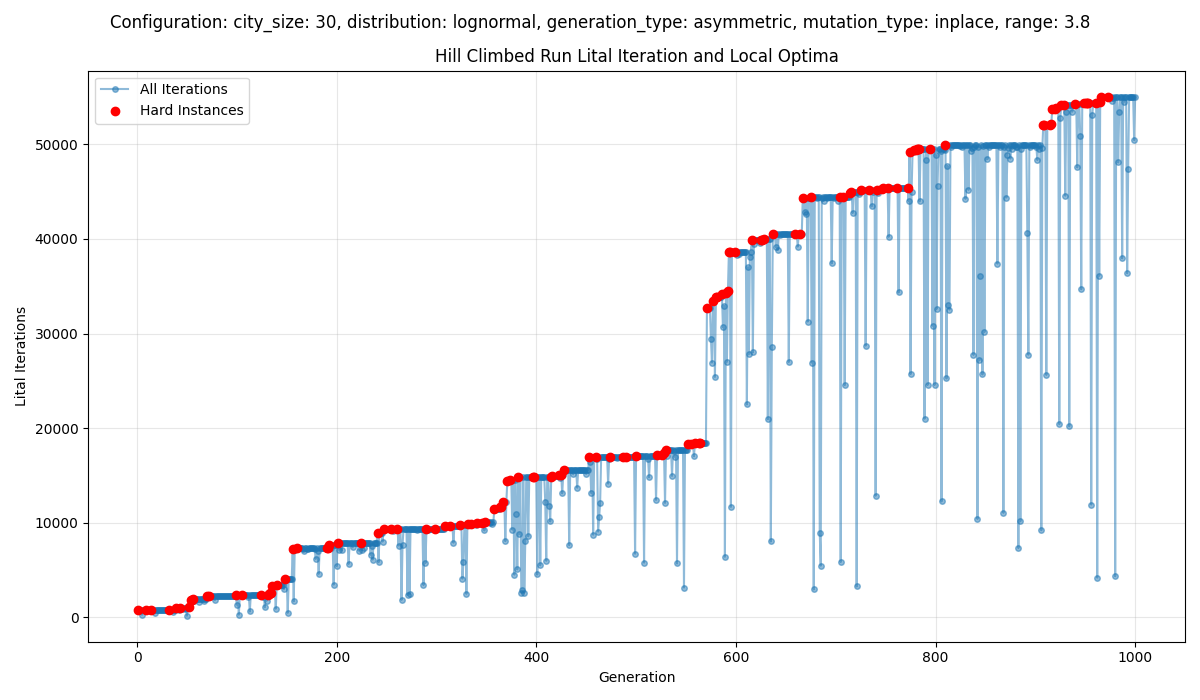 Configuration: city_size: 30, distribution: lognormal, generation_type: asymmetric, mutation_type: inplace, range: 3.8
Hill Climbed Run Lital Iteration and Local Optima
All Iterations
Hard Instances
50000
40000
30000
20000
10000
0
Lital Iterations
0 200 400 600 800 1000
Generation